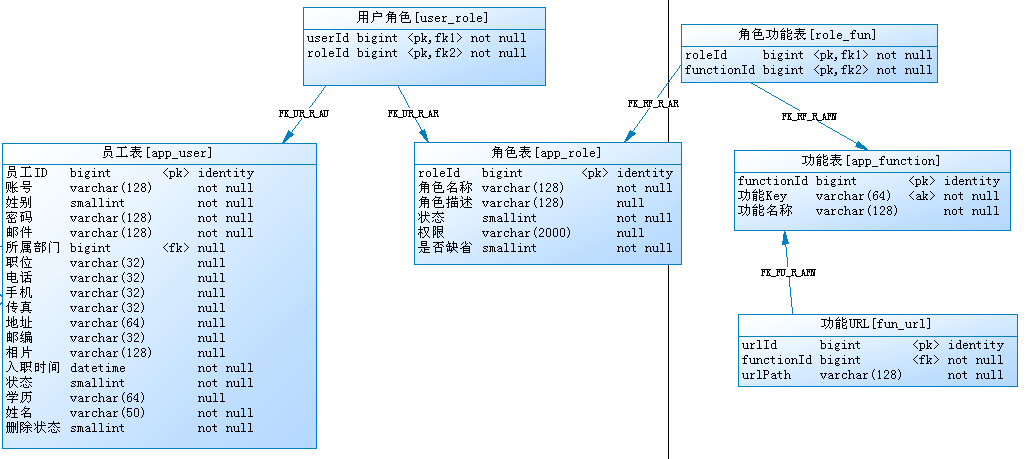 用户角色[user_role]
userId bigint <pk,fk1> not null
roleId bigint <pk,fk2> not null
角色功能表[role_fun]
roleId bigint <pk,fk1> not null
functionId bigint <pk,fk2> not null
FK_UR_R_AU
FK_UR_R_AR
FK_RF_R_AR
FK_RF_R_AFN
员工表[app_user]
员工ID bigint <pk> identity
账号 varchar(128) not null
姓别 smallint not null
密码 varchar(128) not null
邮件 varchar(128) not null
所属部门 bigint <fk> null
职位 varchar(32) null
电话 varchar(32) null
手机 varchar(32) null
传真 varchar(32) null
地址 varchar(64) null
邮编 varchar(32) null
相片 varchar(128) null
入职时间 datetime not null
状态 smallint not null
学历 varchar(64) null
姓名 varchar(50) not null
删除状态 smallint not null
角色表[app_role]
roleId bigint <pk> identity
角色名称 varchar(128) not null
角色描述 varchar(128) null
状态 smallint not null
权限 varchar(2000) null
是否缺省 smallint not null
功能表[app_function]
functionId bigint <pk> identity
功能Key varchar(64) <ak> not null
功能名称 varchar(128) not null
FK_FU_R_AFN
功能URL[fun_url]
urlId bigint <pk> identity
functionId bigint <fk> not null
urlPath varchar(128) not null